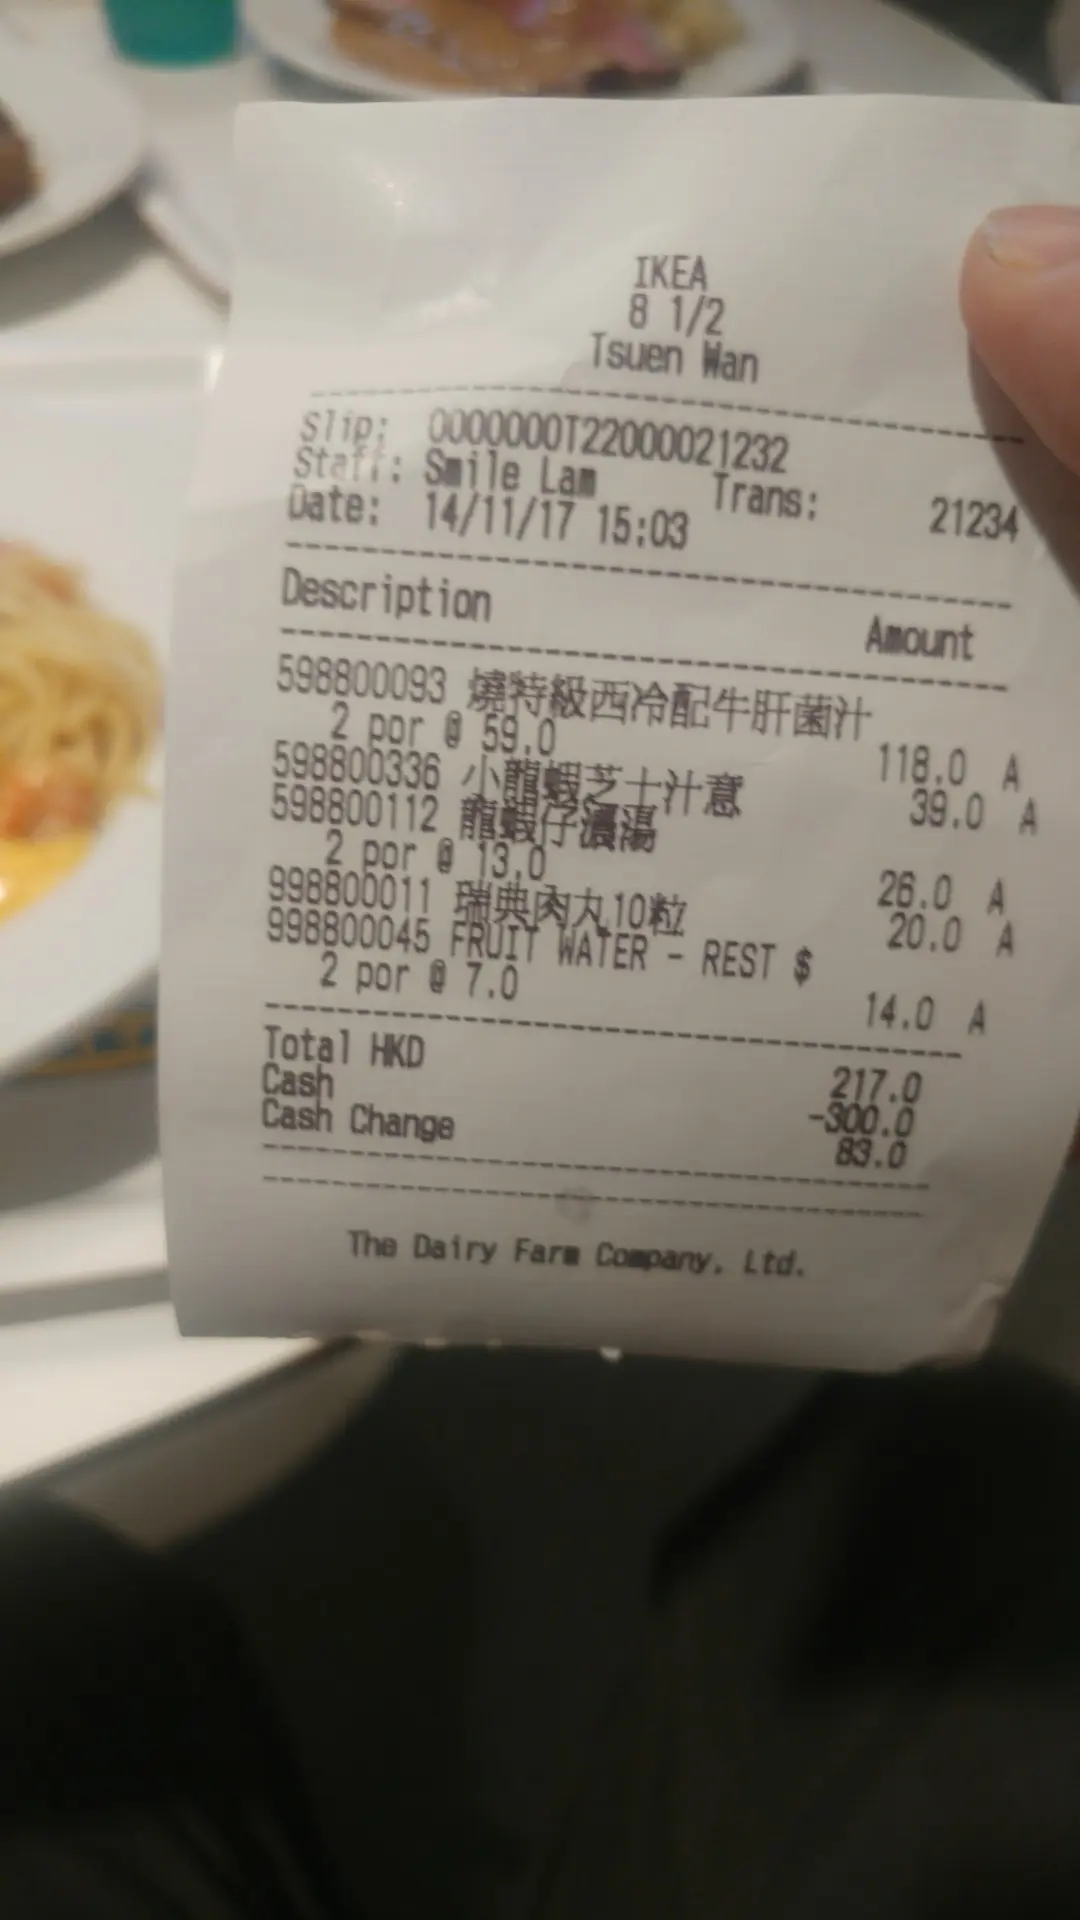 IKEA
8 1/2
Tsuen Wan
Slip: 0000000T22000021232
Staff: Smile Lam Trans: 21234
Date: 14/11/17 15:03
Description Amount
598800093 燒特級西冷配牛肝菌汁
2 por @ 59.0 118.0 A
598800336 小龍蝦芝士汁意 39.0 A
598800112 龍蝦仔濃湯
2 por @ 13.0 26.0 A
998800011 瑞典肉丸10粒 20.0 A
998800045 FRUIT WATER - REST $
2 por @ 7.0 14.0 A
Total HKD 217.0
Cash -300.0
Cash Change 83.0
The Dairy Farm Company, Ltd.